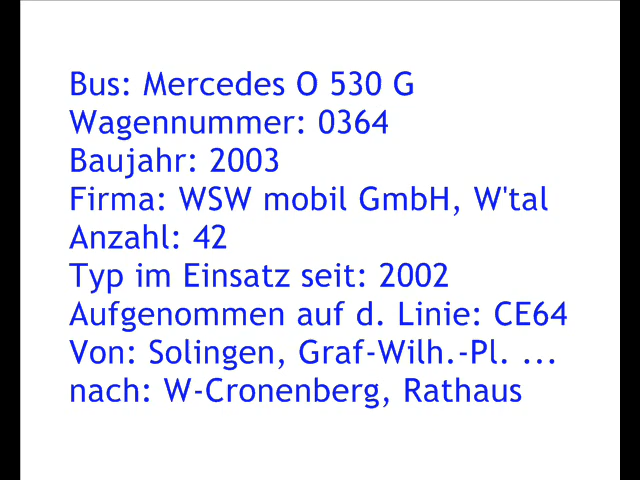 Bus: Mercedes O 530 G
Wagennummer: 0364
Baujahr: 2003
Firma: WSW mobil GmbH, W'tal
Anzahl: 42
Typ im Einsatz seit: 2002
Aufgenommen auf d. Linie: CE64
Von: Solingen, Graf-Wilh.-Pl. ...
nach: W-Cronenberg, Rathaus